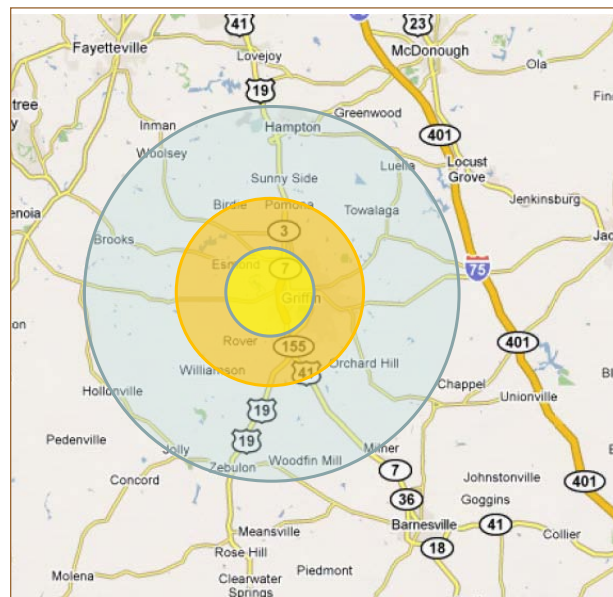 41
23
Fayetteville
McDonough
Lovejoy
Ola
19
tree
Greenwood
Inman
Hampton
401
Woolsey
Luella
Locust
Grove
Sunny Side
Jenkinsburg
Birdie
Pomona
Towalaga
enoia
3
Brooks
Jac
Esmond
7
75
Griffin
on
Rover
155
401
Williamson
41
Orchard Hill
Chappel
Hollonville
Unionville
19
Pedenville
19
Jolly
Milner
Woodfin Mill
Zebulon
7
Concord
Johnstonville
401
36
Goggins
Meansville
Barnesville
41
Collier
Rose Hill
18
Molena
Clearwater
Springs
Piedmont